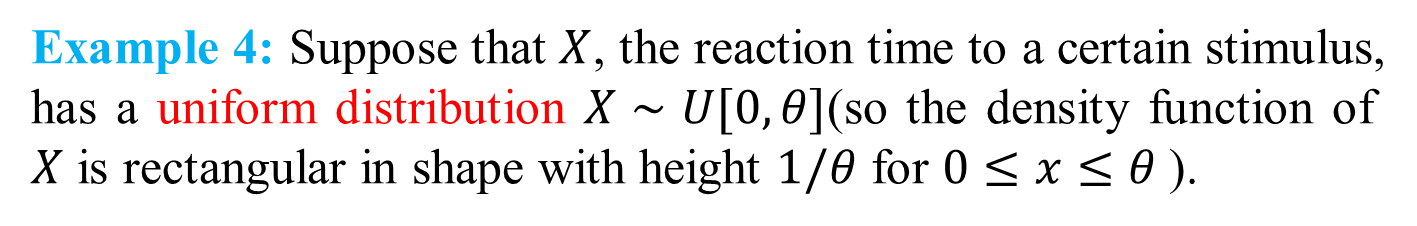 Example 4: Suppose that X, the reaction time to a certain stimulus,
has a uniform distribution X ~ U[0, θ](so the density function of
X is rectangular in shape with height 1/θ for 0 ≤ x ≤ θ ).